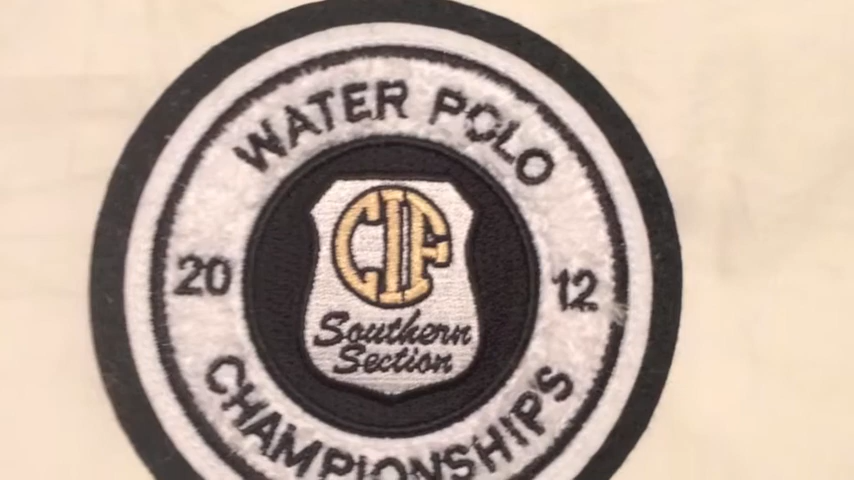 WATER POLO
CIF
20 12
Southern
Section
CHAMPIONSHIPS